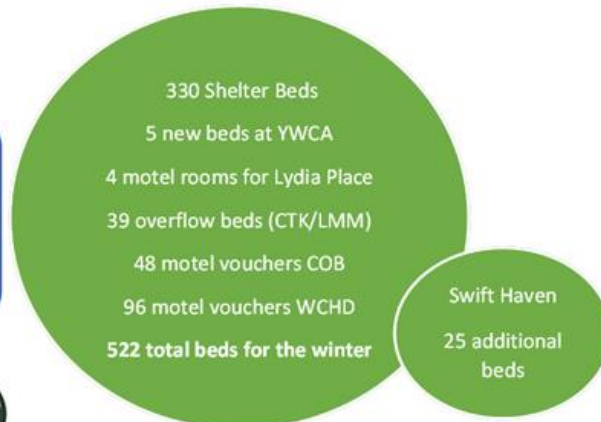 330 Shelter Beds
5 new beds at YWCA
4 motel rooms for Lydia Place
39 overflow beds (CTK/LMM)
48 motel vouchers COB
96 motel vouchers WCHD
522 total beds for the winter
Swift Haven
25 additional
beds